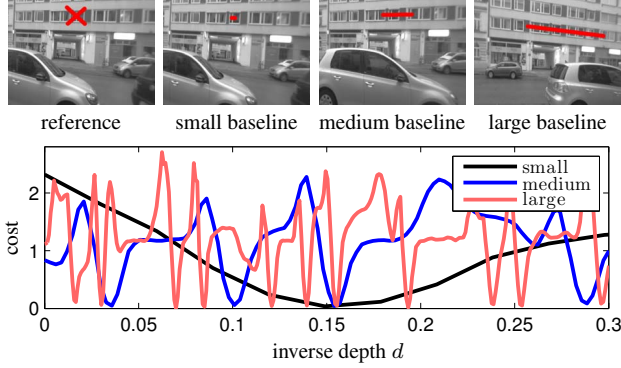 reference small baseline medium baseline large baseline
small
medium
large
2
1
0
cost
0 0.05 0.1 0.15 0.2 0.25 0.3
inverse depth d